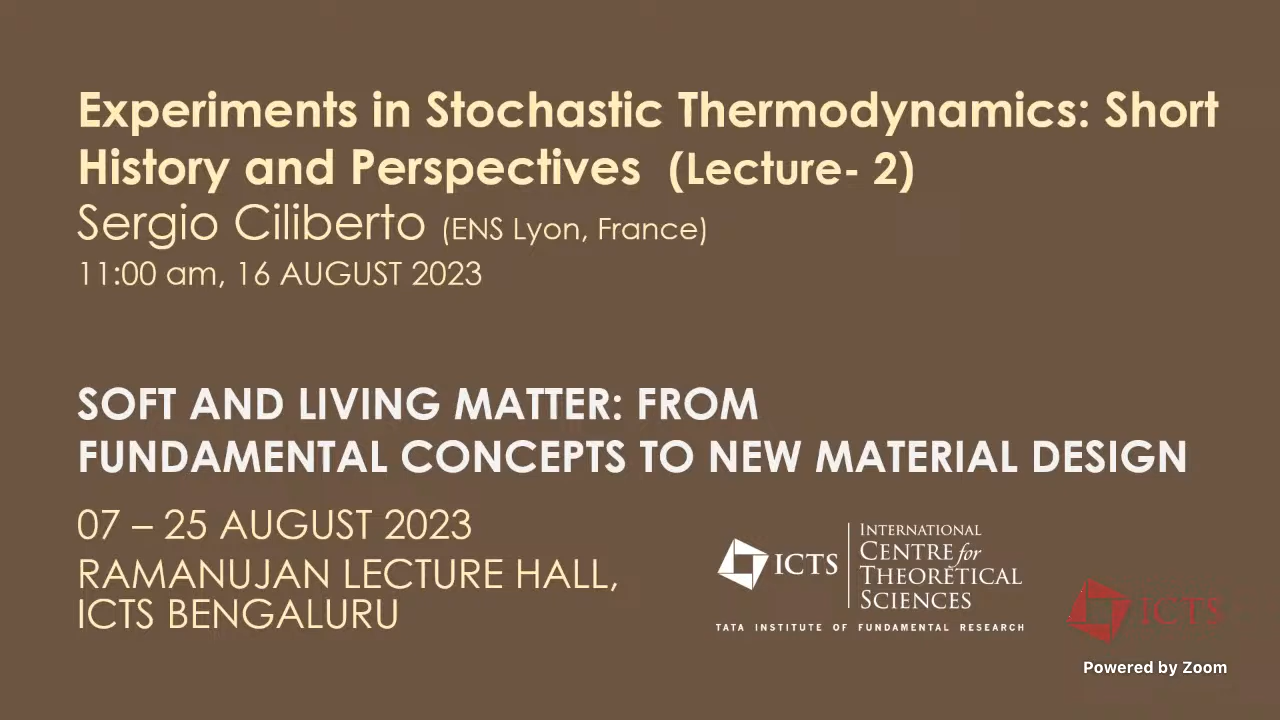 Experiments in Stochastic Thermodynamics: Short
History and Perspectives (Lecture- 2)
Sergio Ciliberto (ENS Lyon, France)
11:00 am, 16 AUGUST 2023
SOFT AND LIVING MATTER: FROM
FUNDAMENTAL CONCEPTS TO NEW MATERIAL DESIGN
07 – 25 AUGUST 2023
RAMANUJAN LECTURE HALL,
ICTS BENGALURU
ICTS
INTERNATIONAL
CENTRE for
THEORETICAL
SCIENCES
TATA INSTITUTE OF FUNDAMENTAL RESEARCH
ICTS
Powered by Zoom